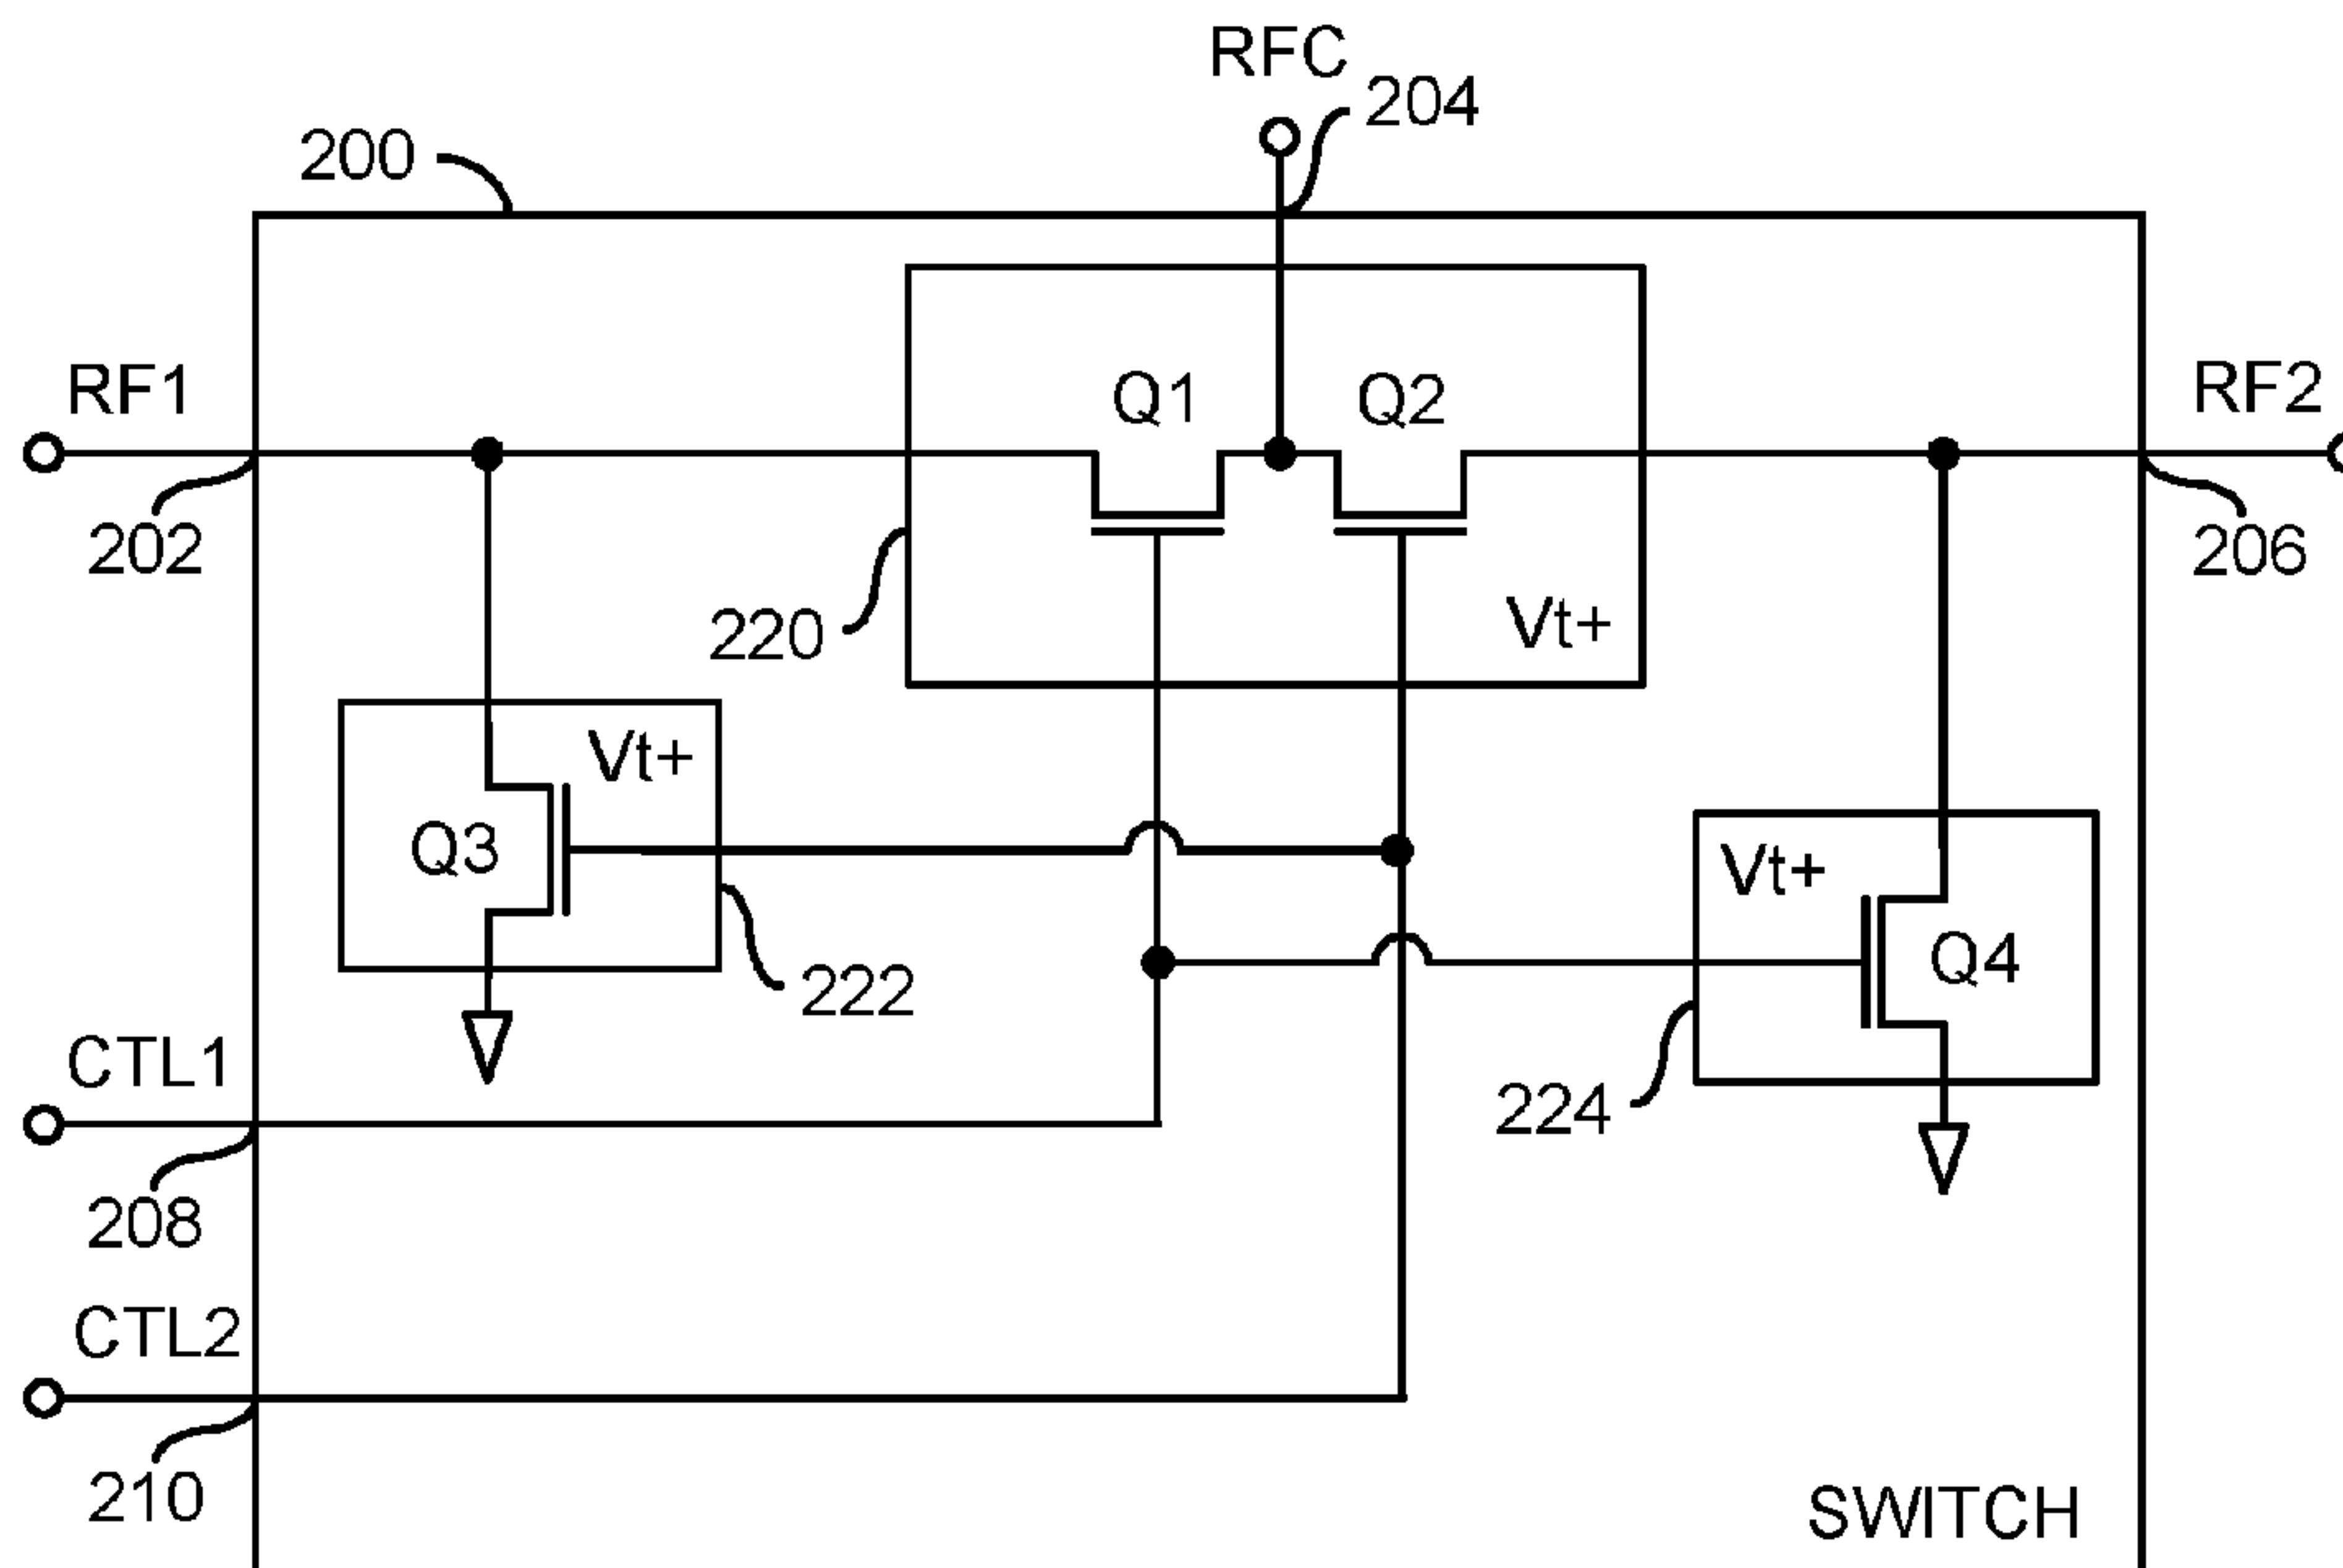 RFC
204
200
RF1
Q1
Q2
RF2
202
206
220
Vt+
Vt+
Q3
Vt+
Q4
222
CTL1
224
208
CTL2
210
SWITCH